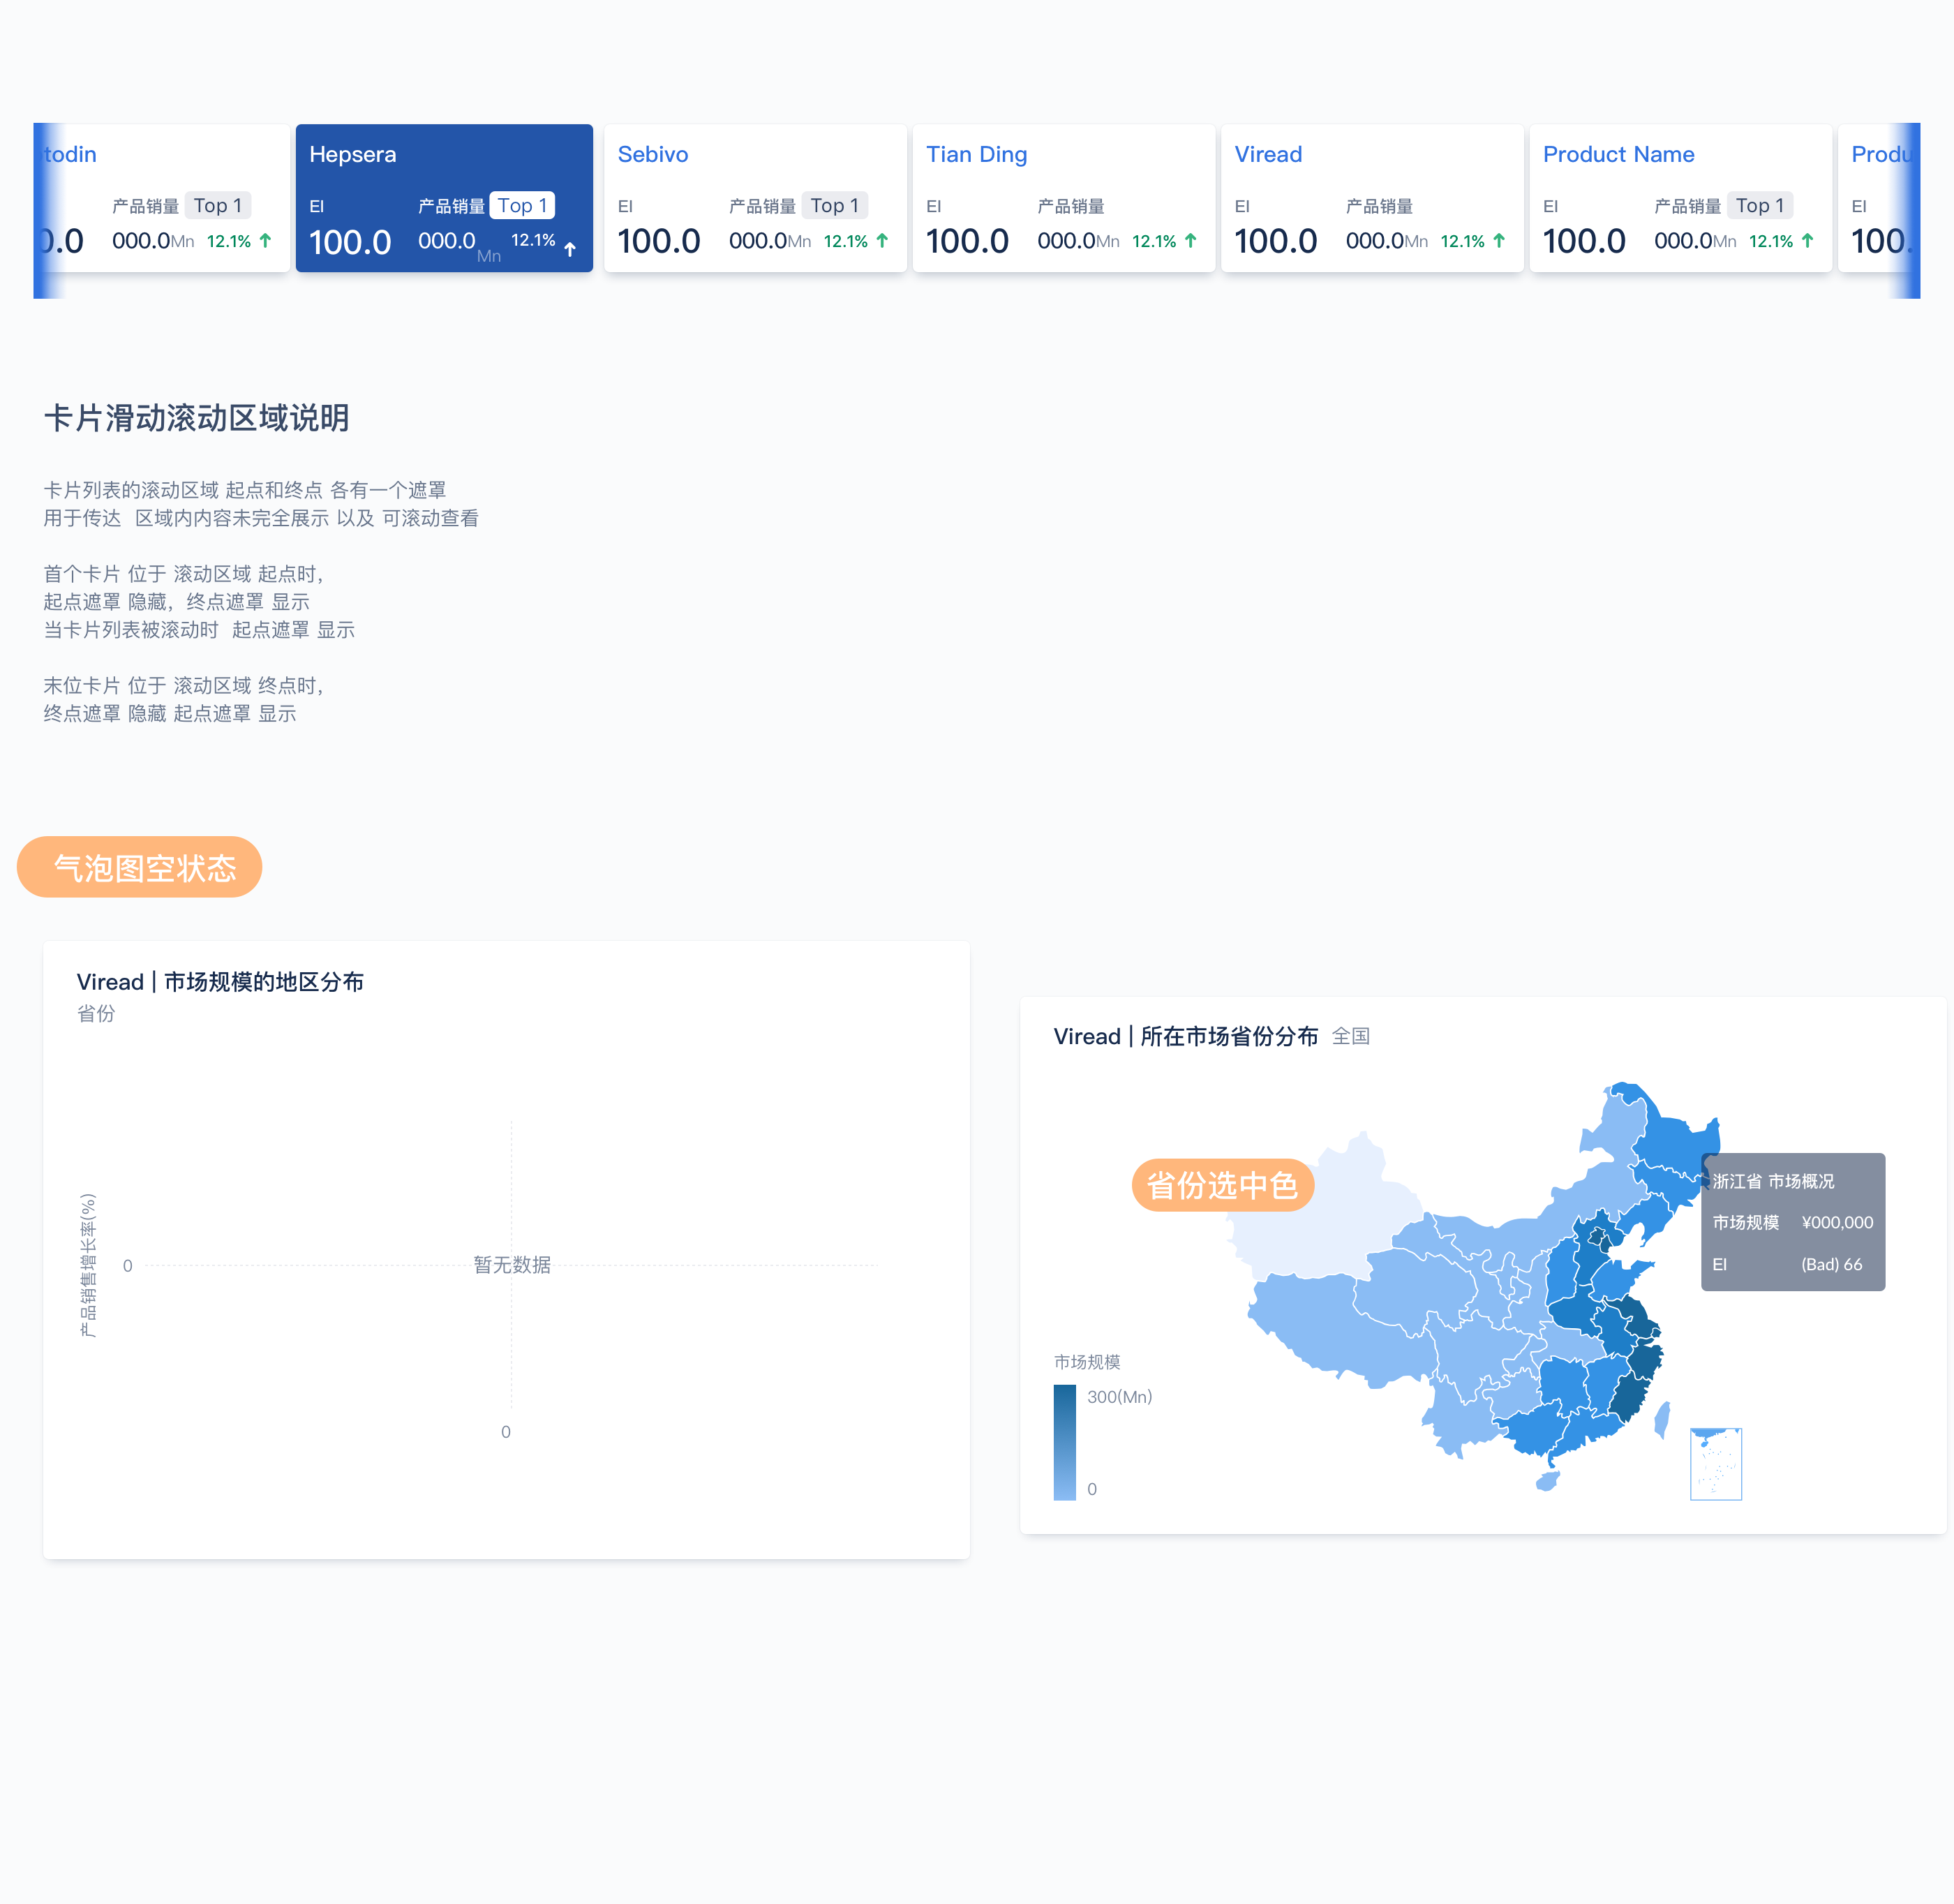 todin
产品销量 Top 1
0.0 000.0Mn 12.1%
Hepsera
EI 产品销量 Top 1
100.0 000.0 Mn 12.1%
Sebivo
EI 产品销量 Top 1
100.0 000.0Mn 12.1%
Tian Ding
EI 产品销量
100.0 000.0Mn 12.1%
Viread
EI 产品销量
100.0 000.0Mn 12.1%
Product Name
EI 产品销量 Top 1
100.0 000.0Mn 12.1%
Produ
EI
100.
卡片滑动滚动区域说明
卡片列表的滚动区域 起点和终点 各有一个遮罩
用于传达 区域内内容未完全展示 以及 可滚动查看
首个卡片 位于 滚动区域 起点时,
起点遮罩 隐藏，终点遮罩 显示
当卡片列表被滚动时 起点遮罩 显示
末位卡片 位于 滚动区域 终点时,
终点遮罩 隐藏 起点遮罩 显示
气泡图空状态
Viread | 市场规模的地区分布
省份
产品销售增长率(%)
0
暂无数据
0
Viread | 所在市场省份分布 全国
省份选中色
浙江省 市场概况
市场规模 ¥000,000
EI (Bad) 66
市场规模
300(Mn)
0